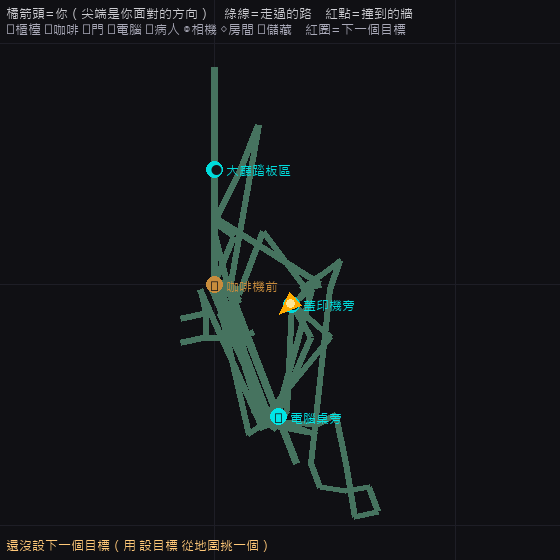 橘箭頭=你（尖端是你面對的方向） 綠線=走過的路 紅點=撞到的牆
櫃檯 咖啡 門 電腦 病人 相機 ◇房間 儲藏 紅圈=下一個目標
大廳踏板區
咖啡機前
藍印機旁
電腦桌旁
還沒設下一個目標（用 設目標 從地圖挑一個）